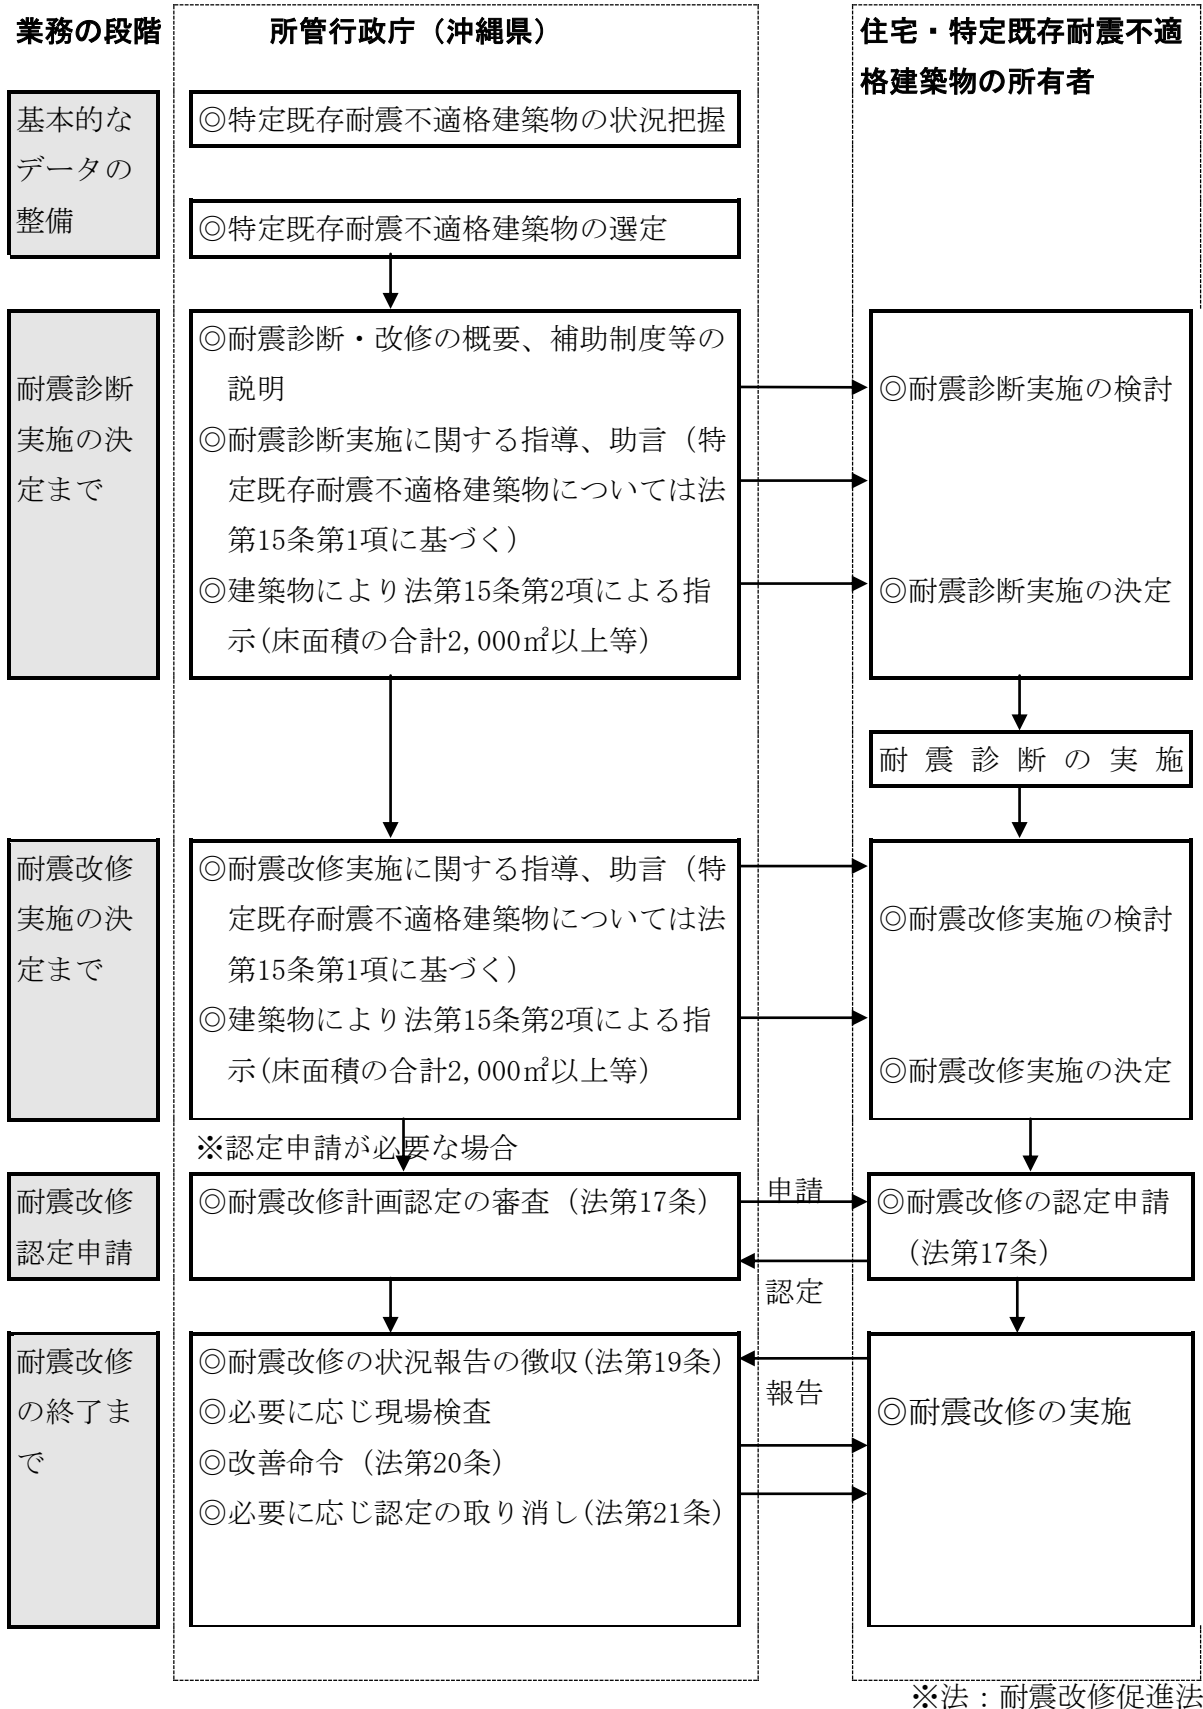 業務の段階
所管行政庁（沖縄県）
住宅・特定既存耐震不適
格建築物の所有者
基本的な
データの
整備
◎特定既存耐震不適格建築物の状況把握
◎特定既存耐震不適格建築物の選定
耐震診断
実施の決
定まで
◎耐震診断・改修の概要、補助制度等の
説明
◎耐震診断実施に関する指導、助言（特
定既存耐震不適格建築物については法
第15条第1項に基づく）
◎建築物により法第15条第2項による指
示(床面積の合計2,000㎡以上等）
◎耐震診断実施の検討
◎耐震診断実施の決定
耐震診断の実施
耐震改修
実施の決
定まで
◎耐震改修実施に関する指導、助言（特
定既存耐震不適格建築物については法
第15条第1項に基づく）
◎建築物により法第15条第2項による指
示(床面積の合計2,000㎡以上等）
◎耐震改修実施の検討
◎耐震改修実施の決定
※認定申請が必要な場合
耐震改修
認定申請
◎耐震改修計画認定の審査（法第17条）
申請
認定
◎耐震改修の認定申請
（法第17条）
耐震改修
の終了ま
で
◎耐震改修の状況報告の徴収(法第19条)
◎必要に応じ現場検査
◎改善命令（法第20条）
◎必要に応じ認定の取り消し(法第21条)
報告
◎耐震改修の実施
※法：耐震改修促進法